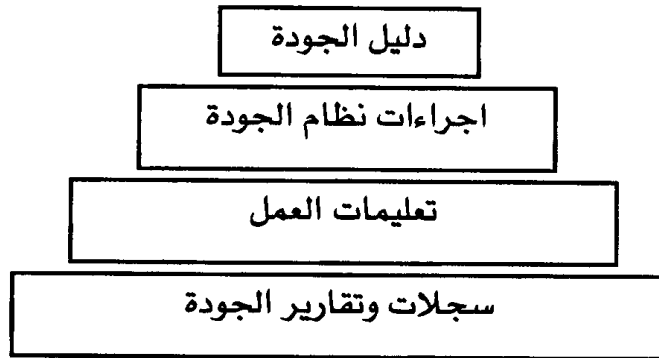 دليل الجودة
اجراءات نظام الجودة
تعليمات العمل
سجلات وتقارير الجودة